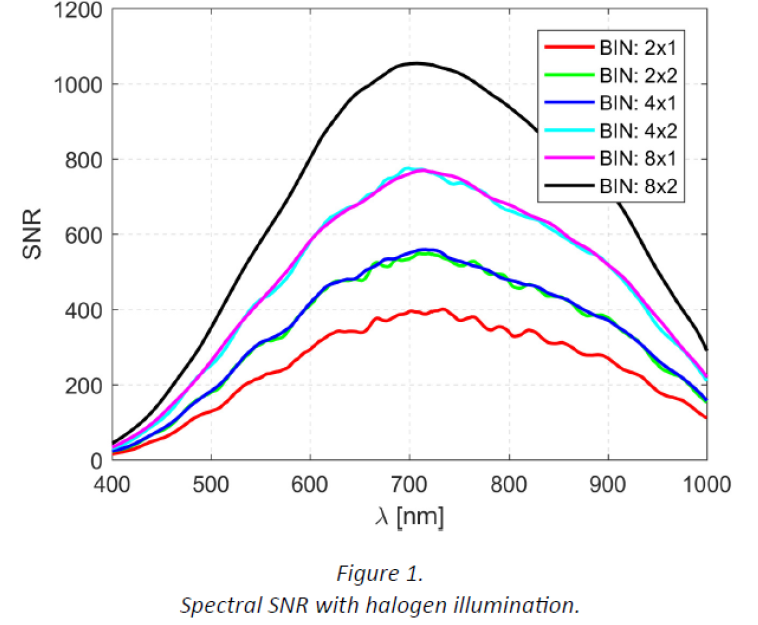 1200
1000
800
600
400
200
0
SNR
BIN: 2x1
BIN: 2x2
BIN: 4x1
BIN: 4x2
BIN: 8x1
BIN: 8x2
400 500 600 700 800 900 1000
λ [nm]
Figure 1.
Spectral SNR with halogen illumination.